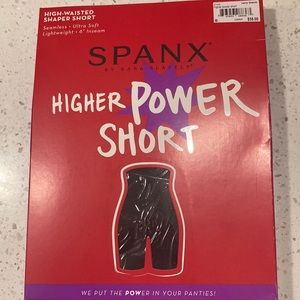 HIGH-WAISTED
SHAPER SHORT
Seamless • Ultra Soft
Lightweight • 6" Inseam
SPANX®
BY SARA BLAKELY
HIGHER POWER
SHORT
WE PUT THE POWER IN YOUR PANTIES!